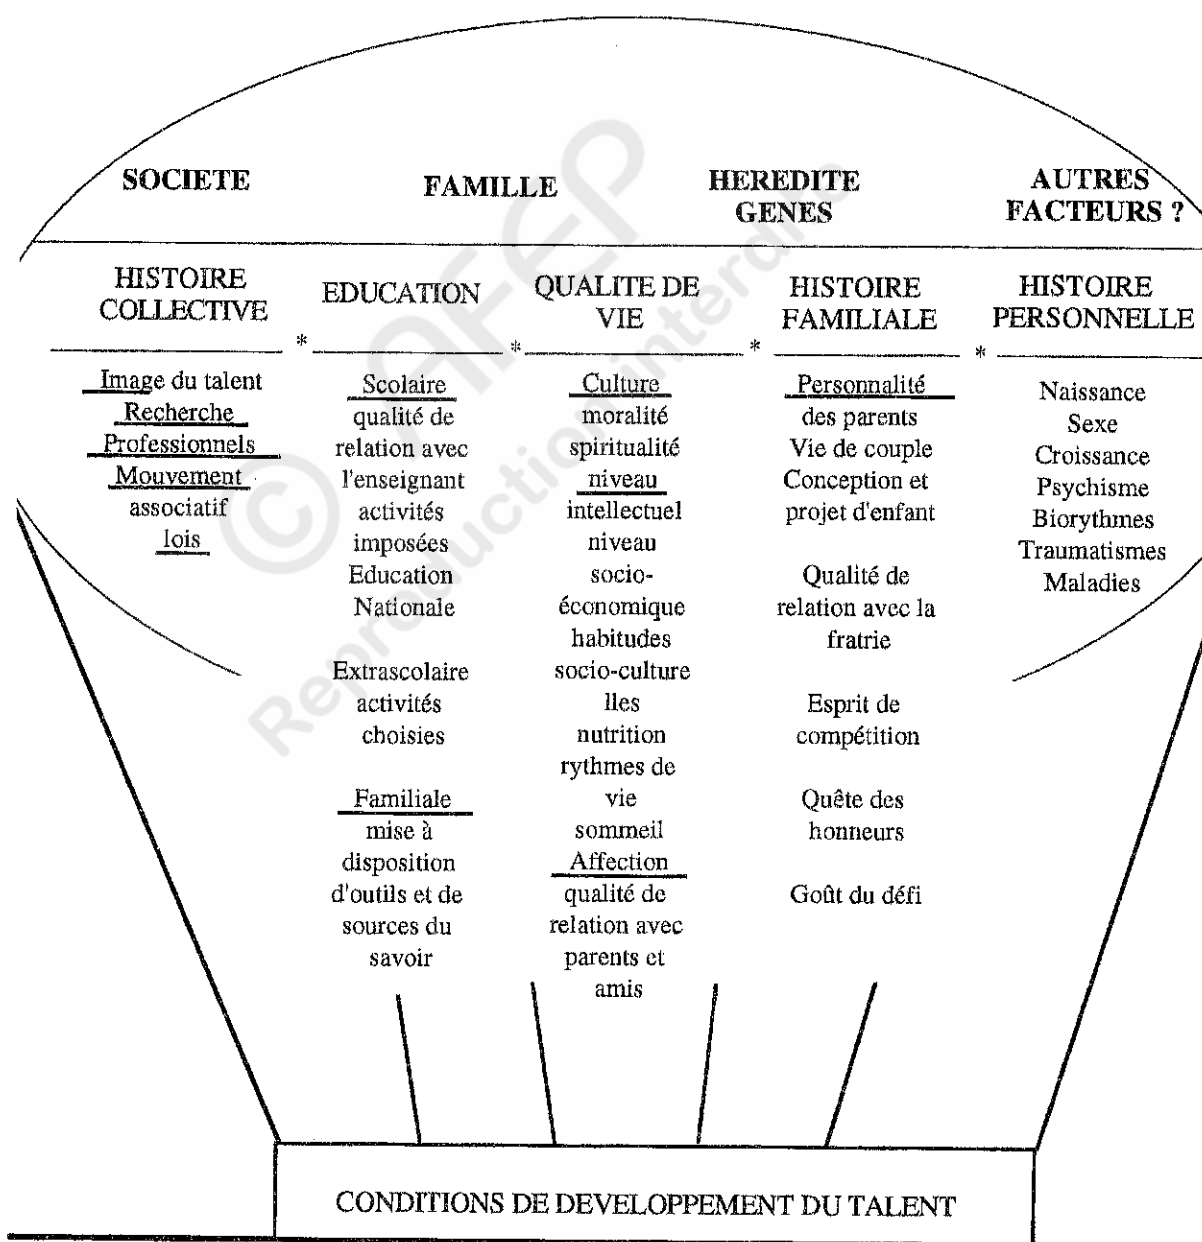 SOCIETE
FAMILLE
HEREDITE
GENES
AUTRES
FACTEURS ?
HISTOIRE
COLLECTIVE
*
Image du talent
Recherche
Professionnels
Mouvement
associatif
lois
EDUCATION
*
Scolaire
qualité de
relation avec
l'enseignant
activités
imposées
Education
Nationale
Extrascolaire
activités
choisies
Familiale
mise à
disposition
d'outils et de
sources du
savoir
QUALITE DE
VIE
*
Culture
moralité
spiritualité
niveau
intellectuel
niveau
socio-
économique
habitudes
socio-culture
lles
nutrition
rythmes de
vie
sommeil
Affection
qualité de
relation avec
parents et
amis
HISTOIRE
FAMILIALE
*
Personnalité
des parents
Vie de couple
Conception et
projet d'enfant
Qualité de
relation avec la
fratrie
Esprit de
compétition
Quête des
honneurs
Goût du défi
HISTOIRE
PERSONNELLE
Naissance
Sexe
Croissance
Psychisme
Biorythmes
Traumatismes
Maladies
CONDITIONS DE DEVELOPPEMENT DU TALENT
© AFEP
Reproduction interdite